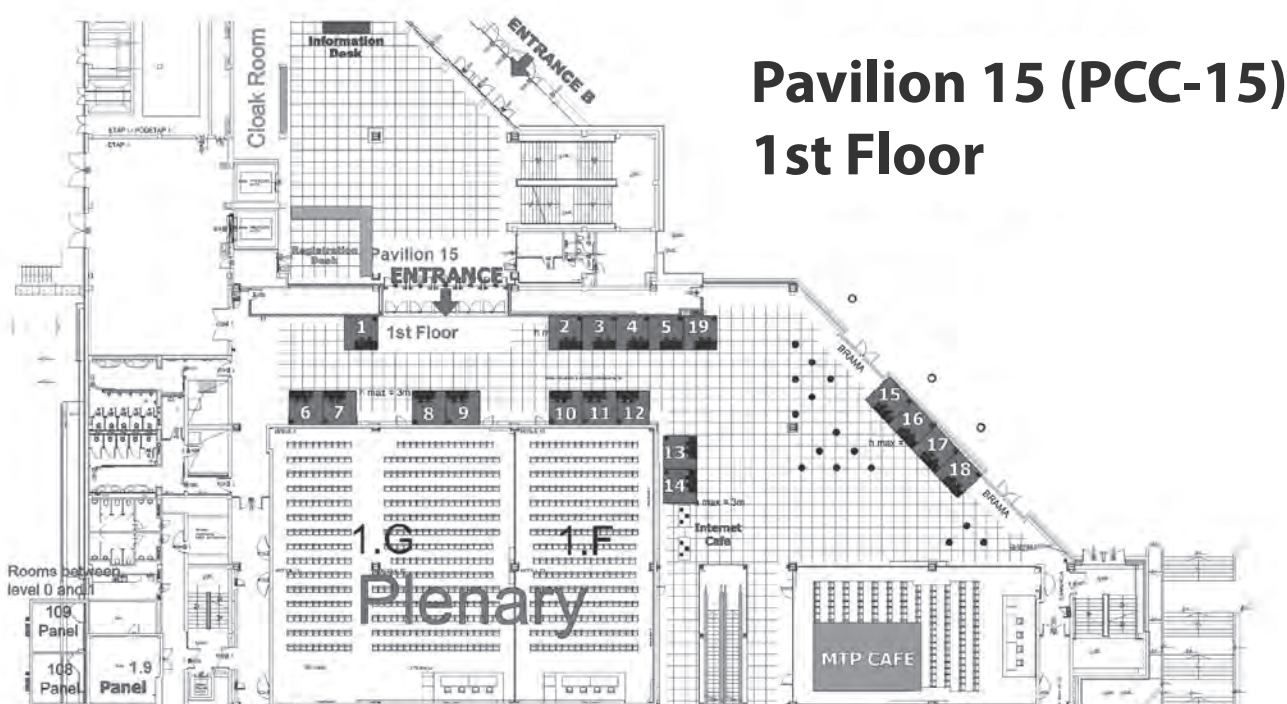 Pavilion 15 (PCC-15)
1st Floor
Information
Desk
ENTRANCE B
Cloak Room
ETAP I
Registration
Desk
Pavilion 15
ENTRANCE
1st Floor
1
2
3
4
5
19
BRAMA
h max = 3m
6
7
8
9
10
11
12
15
16
17
18
h max =
13
14
h max = 3m
BRAMA
Internet
Cafe
1.G
1.F
Plenary
Rooms between
level 0 and 1
109
Panel
108
Panel
1.9
Panel
MTP CAFE